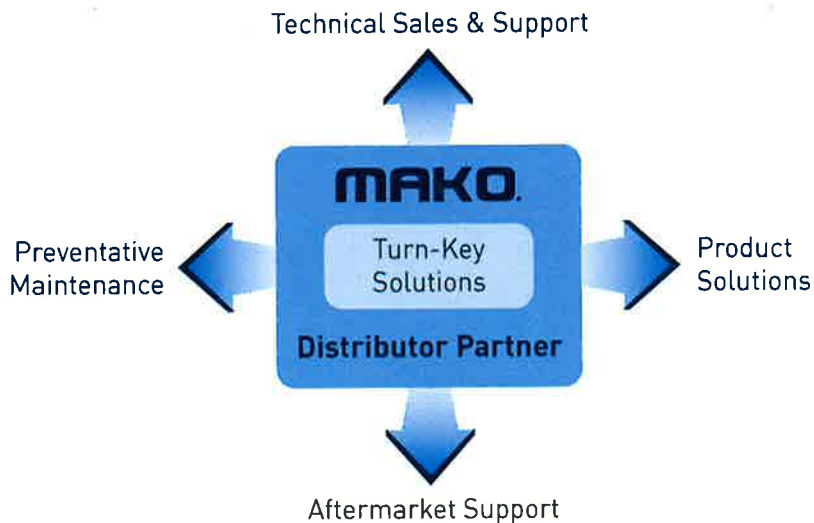 Technical Sales & Support
MAKO.
Turn-Key
Solutions
Distributor Partner
Preventative
Maintenance
Product
Solutions
Aftermarket Support